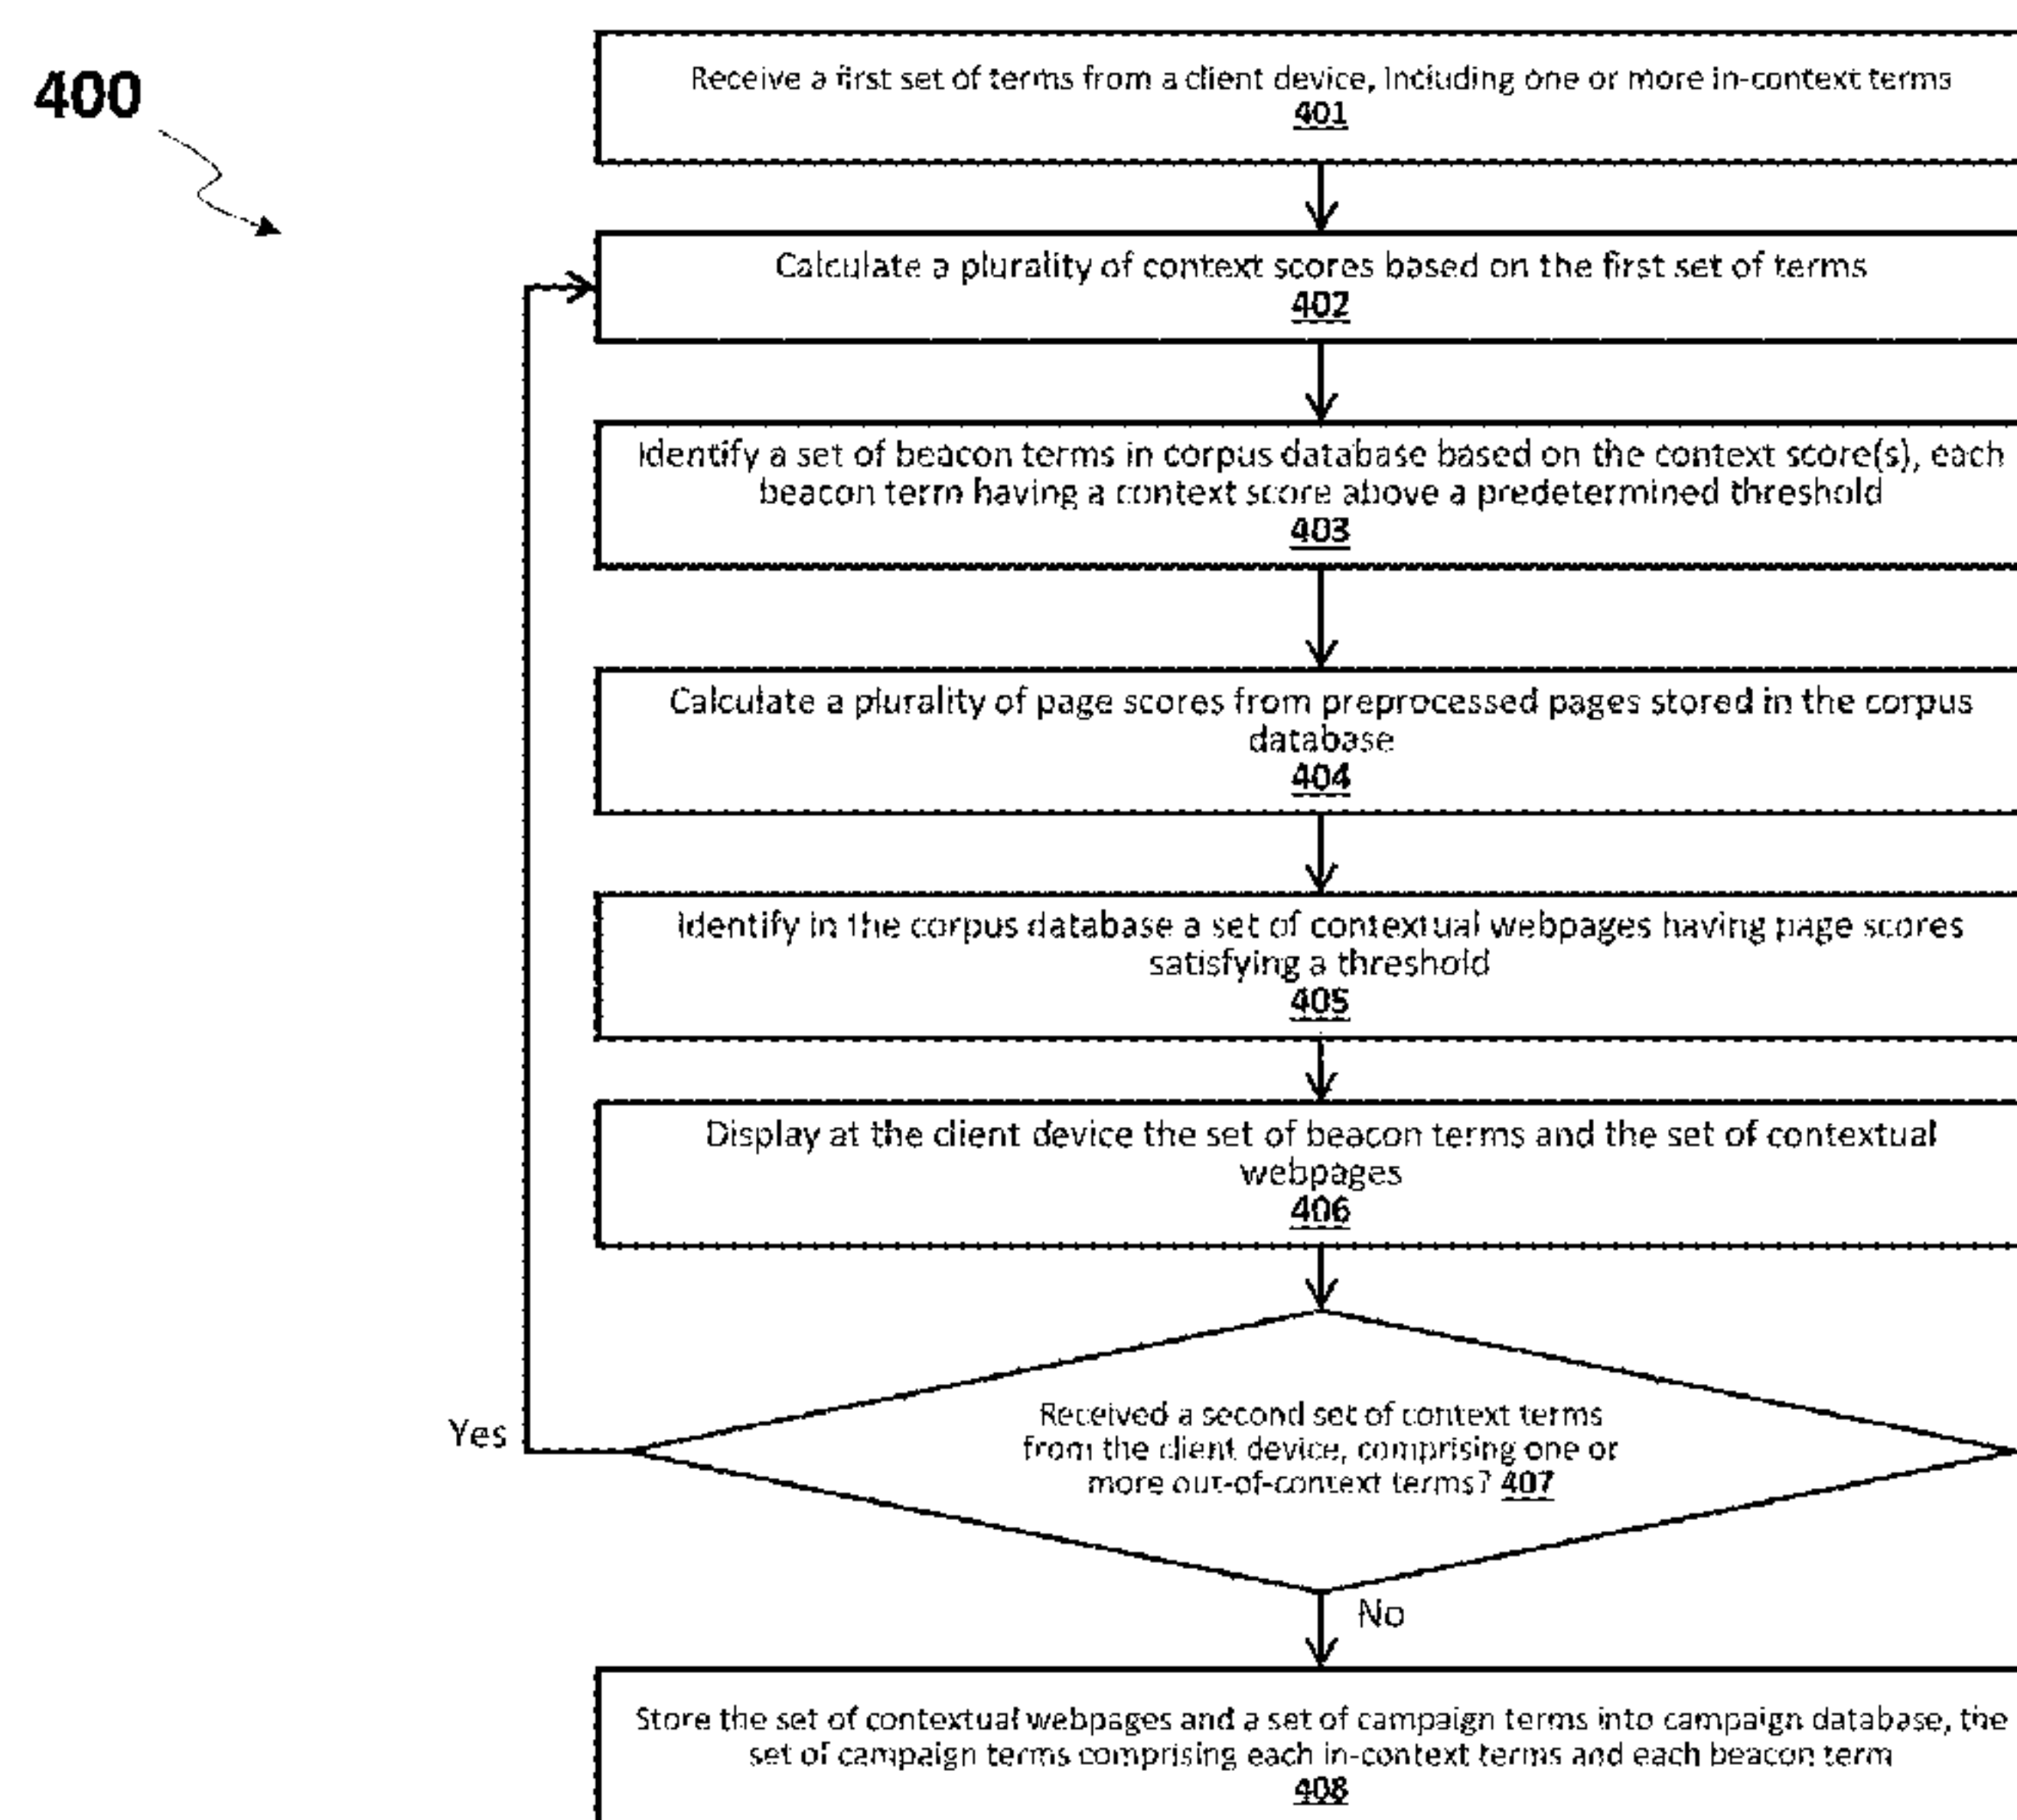 400
Receive a first set of terms from a client device, including one or more in-context terms
401
Calculate a plurality of context scores based on the first set of terms
402
Identify a set of beacon terms in corpus database based on the context score(s), each
beacon term having a context score above a predetermined threshold
403
Calculate a plurality of page scores from preprocessed pages stored in the corpus
database
404
Identify in the corpus database a set of contextual webpages having page scores
satisfying a threshold
405
Display at the client device the set of beacon terms and the set of contextual
webpages
406
Yes
Received a second set of context terms
from the client device, comprising one or
more out-of-context terms? 407
No
Store the set of contextual webpages and a set of campaign terms into campaign database, the
set of campaign terms comprising each in-context terms and each beacon term
408